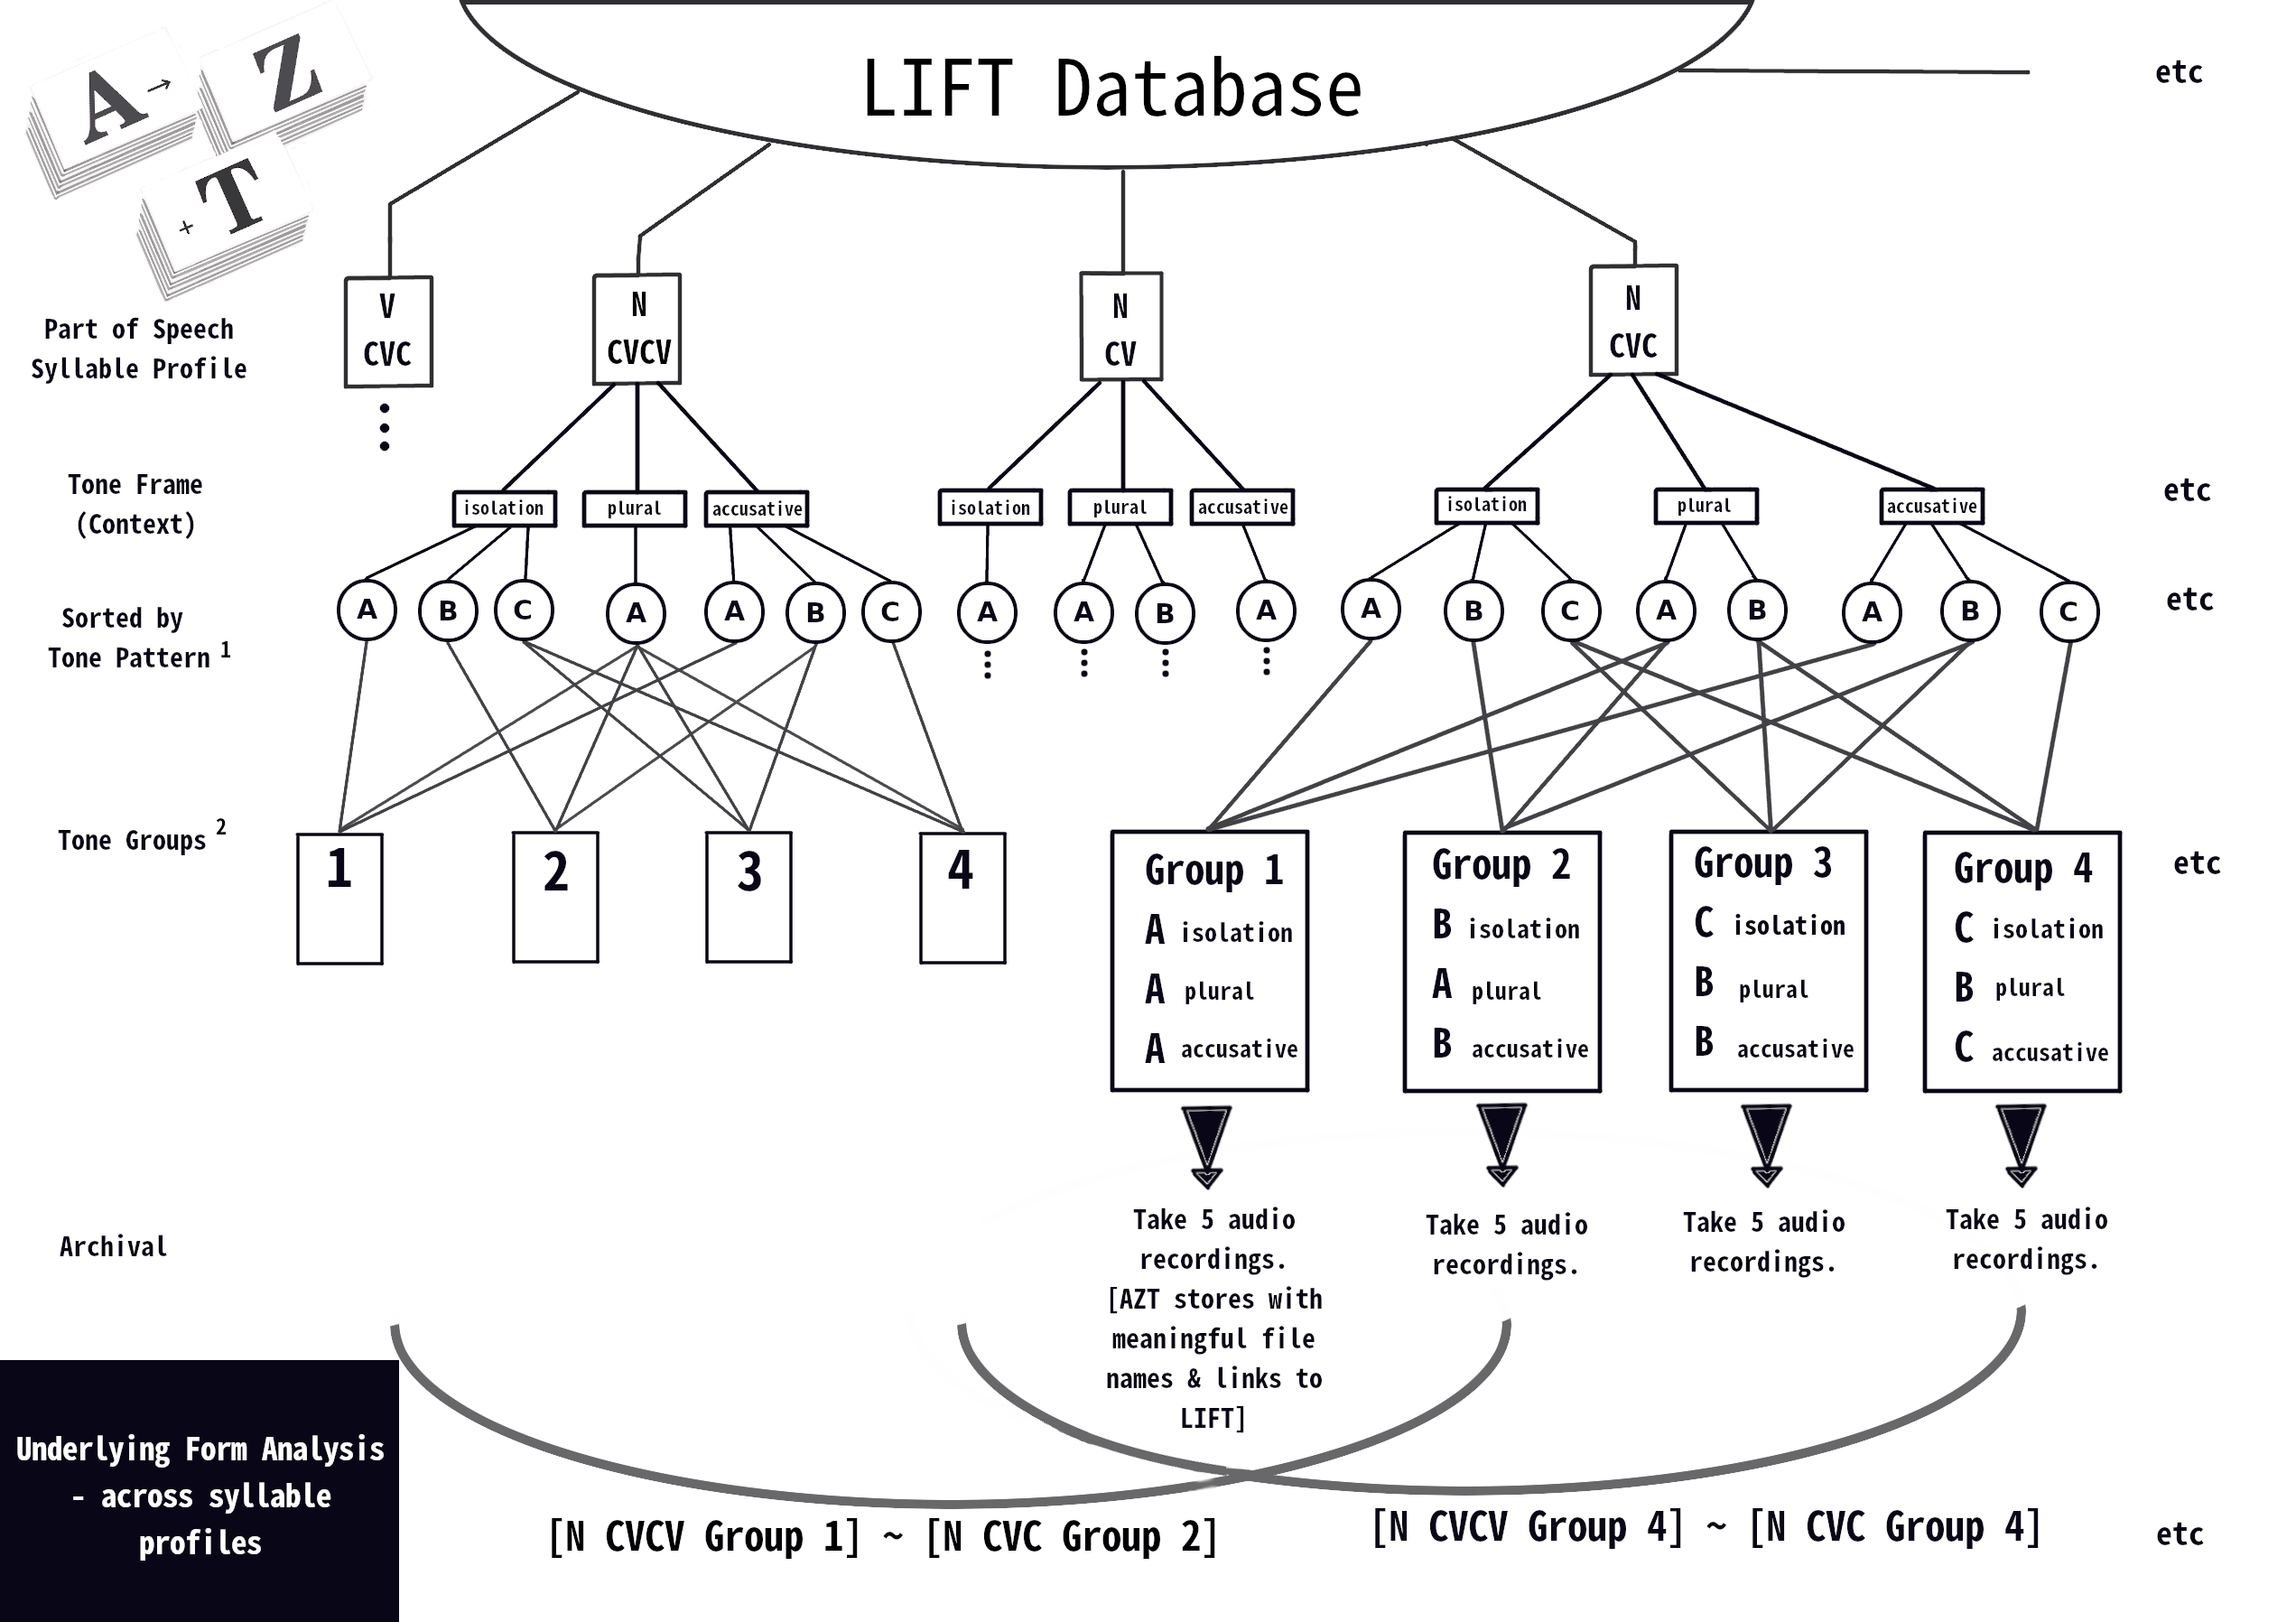 A →
Z
+ T
LIFT Database
etc
Part of Speech
Syllable Profile
V
CVC
N
CVCV
N
CV
N
CVC
Tone Frame
(Context)
isolation plural accusative
isolation plural accusative
isolation plural accusative
etc
Sorted by
Tone Pattern 1
A B C A A B C
A A B A
A B C A B A B C
etc
Tone Groups 2
1
2
3
4
Group 1
A isolation
A plural
A accusative
Group 2
B isolation
A plural
B accusative
Group 3
C isolation
B plural
B accusative
Group 4
C isolation
B plural
C accusative
etc
Archival
Take 5 audio
recordings.
[AZT stores with
meaningful file
names & links to
LIFT]
Take 5 audio
recordings.
Take 5 audio
recordings.
Take 5 audio
recordings.
Underlying Form Analysis
- across syllable
profiles
[N CVCV Group 1] ~ [N CVC Group 2]
[N CVCV Group 4] ~ [N CVC Group 4]
etc